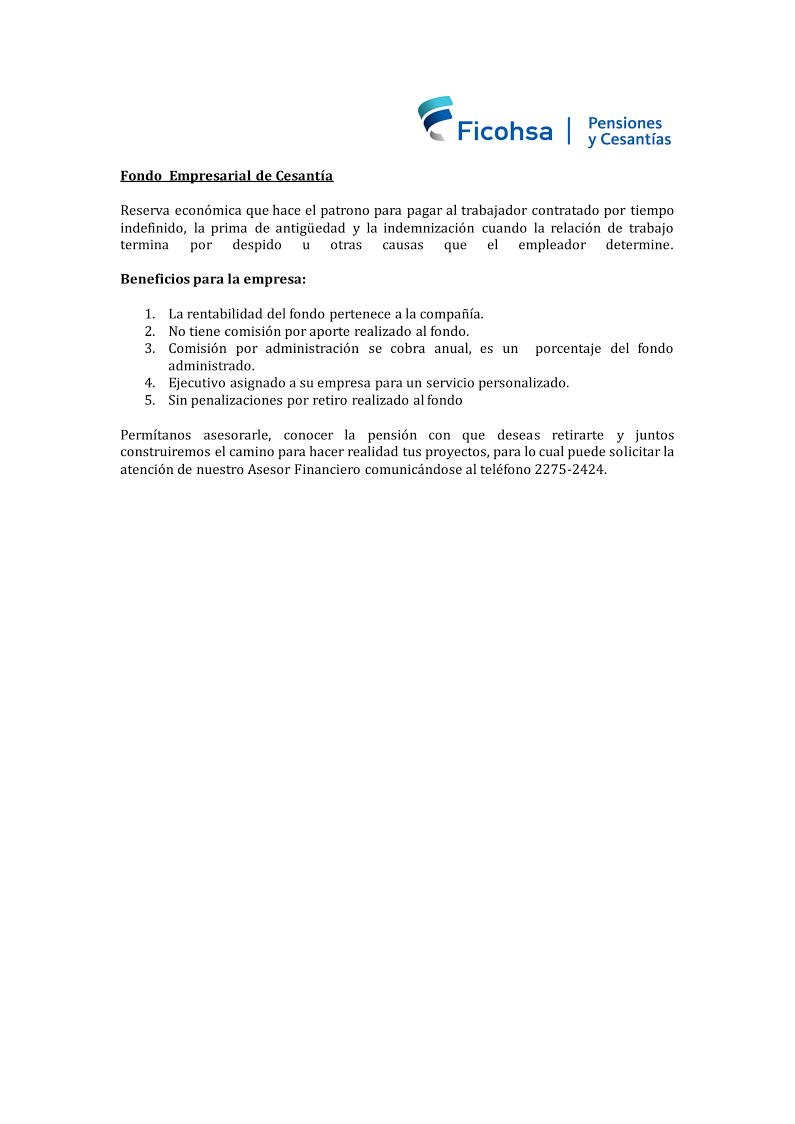 Ficohsa | Pensiones
y Cesantías
Fondo Empresarial de Cesantía
Reserva económica que hace el patrono para pagar al trabajador contratado por tiempo
indefinido, la prima de antigüedad y la indemnización cuando la relación de trabajo
termina por despido u otras causas que el empleador determine.
Beneficios para la empresa:
1. La rentabilidad del fondo pertenece a la compañía.
2. No tiene comisión por aporte realizado al fondo.
3. Comisión por administración se cobra anual, es un porcentaje del fondo
administrado.
4. Ejecutivo asignado a su empresa para un servicio personalizado.
5. Sin penalizaciones por retiro realizado al fondo
Permítanos asesorarle, conocer la pensión con que deseas retirarte y juntos
construiremos el camino para hacer realidad tus proyectos, para lo cual puede solicitar la
atención de nuestro Asesor Financiero comunicándose al teléfono 2275-2424.